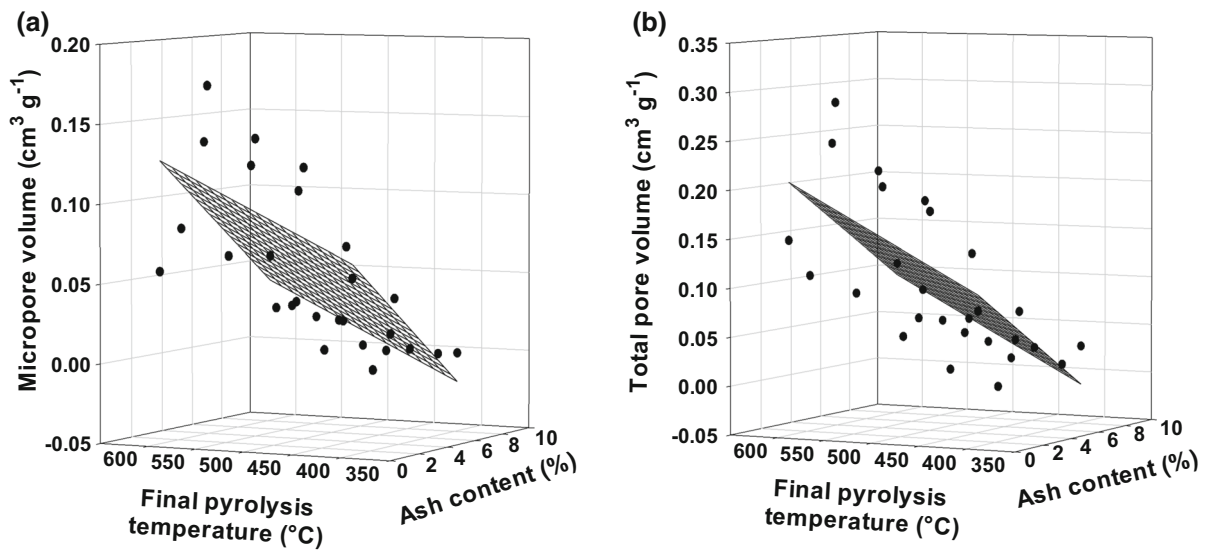 (a)
0.20
0.15
0.10
0.05
0.00
-0.05
Micropore volume (cm³ g⁻¹)
600 550 500 450 400 350
Final pyrolysis
temperature (°C)
0 2 4 6 8 10
Ash content (%)
(b)
0.35
0.30
0.25
0.20
0.15
0.10
0.05
0.00
-0.05
Total pore volume (cm³ g⁻¹)
600 550 500 450 400 350
Final pyrolysis
temperature (°C)
0 2 4 6 8 10
Ash content (%)